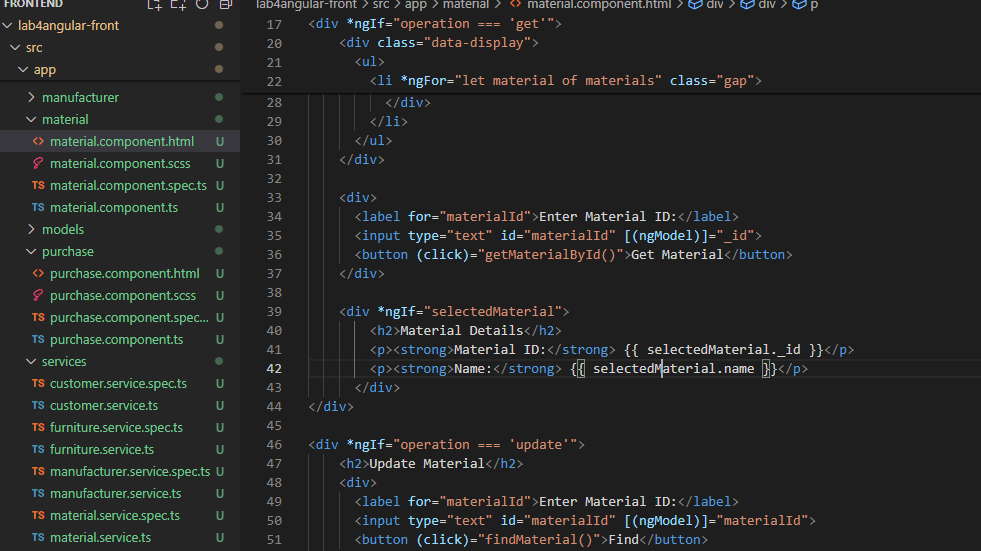 FRONTEND
lab4angular-front
src
app
manufacturer
material
material.component.html U
material.component.scss U
material.component.spec.ts U
material.component.ts U
models
purchase
purchase.component.html U
purchase.component.scss U
purchase.component.spec... U
purchase.component.ts U
services
customer.service.spec.ts U
customer.service.ts U
furniture.service.spec.ts U
furniture.service.ts U
manufacturer.service.spec.ts U
manufacturer.service.ts U
material.service.spec.ts U
material.service.ts U
lab4angular-front > src > app > material > material.component.html > div > div > p
17 <div *ngIf="operation === 'get'">
20 <div class="data-display">
21 <ul>
22 <li *ngFor="let material of materials" class="gap">
28 </div>
29 </li>
30 </ul>
31 </div>
32
33 <div>
34 <label for="materialId">Enter Material ID:</label>
35 <input type="text" id="materialId" [(ngModel)]="_id">
36 <button (click)="getMaterialById()">Get Material</button>
37 </div>
38
39 <div *ngIf="selectedMaterial">
40 <h2>Material Details</h2>
41 <p><strong>Material ID:</strong> {{ selectedMaterial._id }}</p>
42 <p><strong>Name:</strong> {{ selectedMaterial.name }}</p>
43 </div>
44 </div>
45
46 <div *ngIf="operation === 'update'">
47 <h2>Update Material</h2>
48 <div>
49 <label for="materialId">Enter Material ID:</label>
50 <input type="text" id="materialId" [(ngModel)]="materialId">
51 <button (click)="findMaterial()">Find</button>